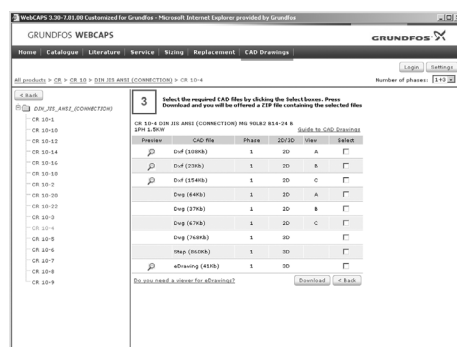 WebCAPS 3.30-7.01.00 Customized for Grundfos - Microsoft Internet Explorer provided by Grundfos
GRUNDFOS WEBCAPS
GRUNDFOS
Home | Catalogue | Literature | Service | Sizing | Replacement | CAD Drawings
Login Settings
All products > CR > CR 10 > DIN JIS ANSI (CONNECTION) > CR 10-4
Number of phases: 1+3
< Back
DIN_JIS_ANSI_(CONNECTION)
CR 10-1
CR 10-10
CR 10-12
CR 10-14
CR 10-16
CR 10-18
CR 10-2
CR 10-20
CR 10-22
CR 10-3
CR 10-4
CR 10-5
CR 10-6
CR 10-7
CR 10-8
CR 10-9
3
Select the required CAD files by clicking the Select boxes. Press
Download and you will be offered a ZIP file containing the selected files
CR 10-4 DIN JIS ANSI (CONNECTION) MG 90LB2 B14-24 &
1PH 1.5KW
Guide to CAD Drawings
Preview CAD file Phase 2D/3D View Select
Dxf (108Kb) 1 2D A
Dxf (23Kb) 1 2D B
Dxf (154Kb) 1 2D C
Dwg (64Kb) 1 2D A
Dwg (37Kb) 1 2D B
Dwg (67Kb) 1 2D C
Dwg (768Kb) 1 3D
Step (860Kb) 1 3D
eDrawing (41Kb) 1 3D
Do you need a viewer for eDrawings?
Download < Back